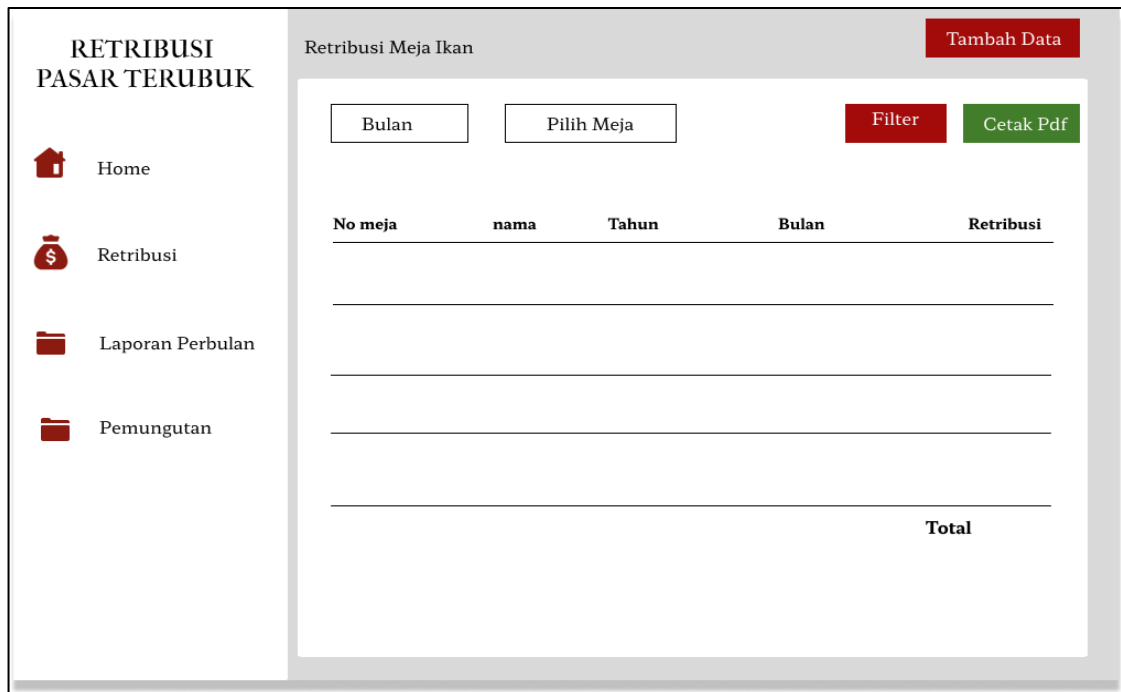 RETRIBUSI
PASAR TERUBUK
Home
Retribusi
Laporan Perbulan
Pemungutan
Retribusi Meja Ikan
Tambah Data
Bulan
Pilih Meja
Filter
Cetak Pdf
No meja nama Tahun Bulan Retribusi
Total